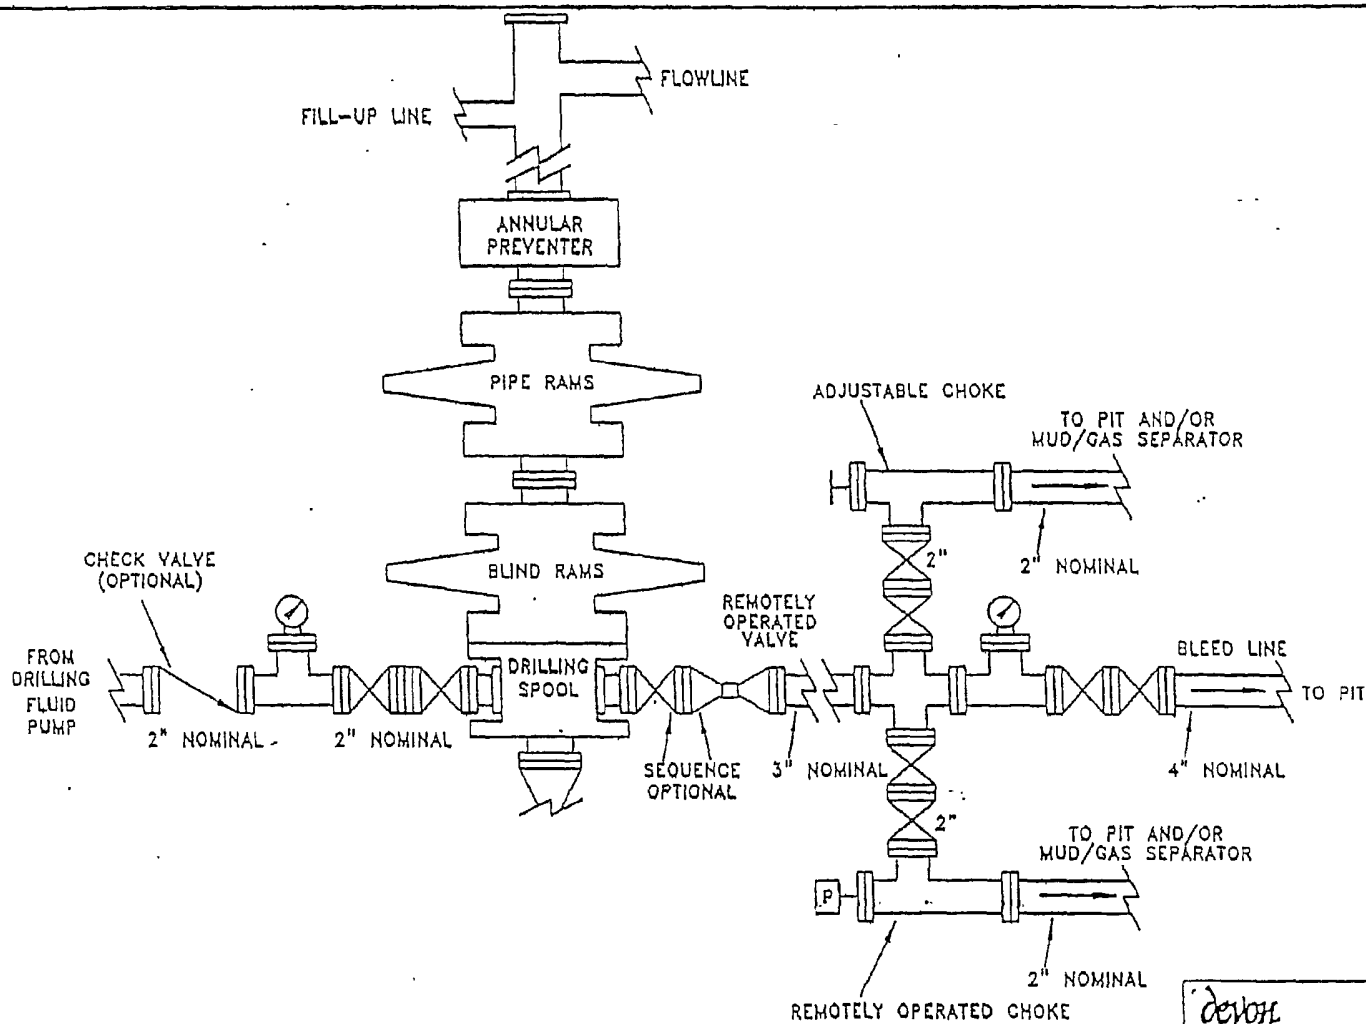 FLOWLINE
FILL-UP LINE
ANNULAR
PREVENTER
PIPE RAMS
ADJUSTABLE CHOKE
TO PIT AND/OR
MUD/GAS SEPARATOR
2"
2" NOMINAL
CHECK VALVE
(OPTIONAL)
BLIND RAMS
REMOTELY
OPERATED
VALVE
FROM
DRILLING
FLUID
PUMP
DRILLING
SPOOL
BLEED LINE
TO PIT
2" NOMINAL
2" NOMINAL
SEQUENCE
OPTIONAL
3" NOMINAL
4" NOMINAL
2"
TO PIT AND/OR
MUD/GAS SEPARATOR
P
2" NOMINAL
REMOTELY OPERATED CHOKE
devon